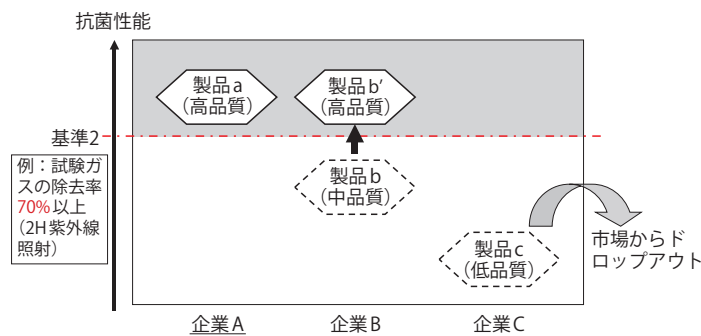 抗菌性能
製品a
(高品質)
製品b’
(高品質)
基準2
例：試験ガ
スの除去率
70%以上
(2H紫外線
照射)
製品b
(中品質)
製品c
(低品質)
市場からド
ロップアウト
企業A
企業B
企業C